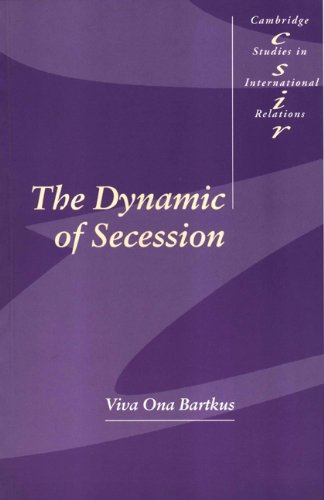 Cambridge
c
Studies in
s
International
i
Relations
r
The Dynamic
of Secession
Viva Ona Bartkus